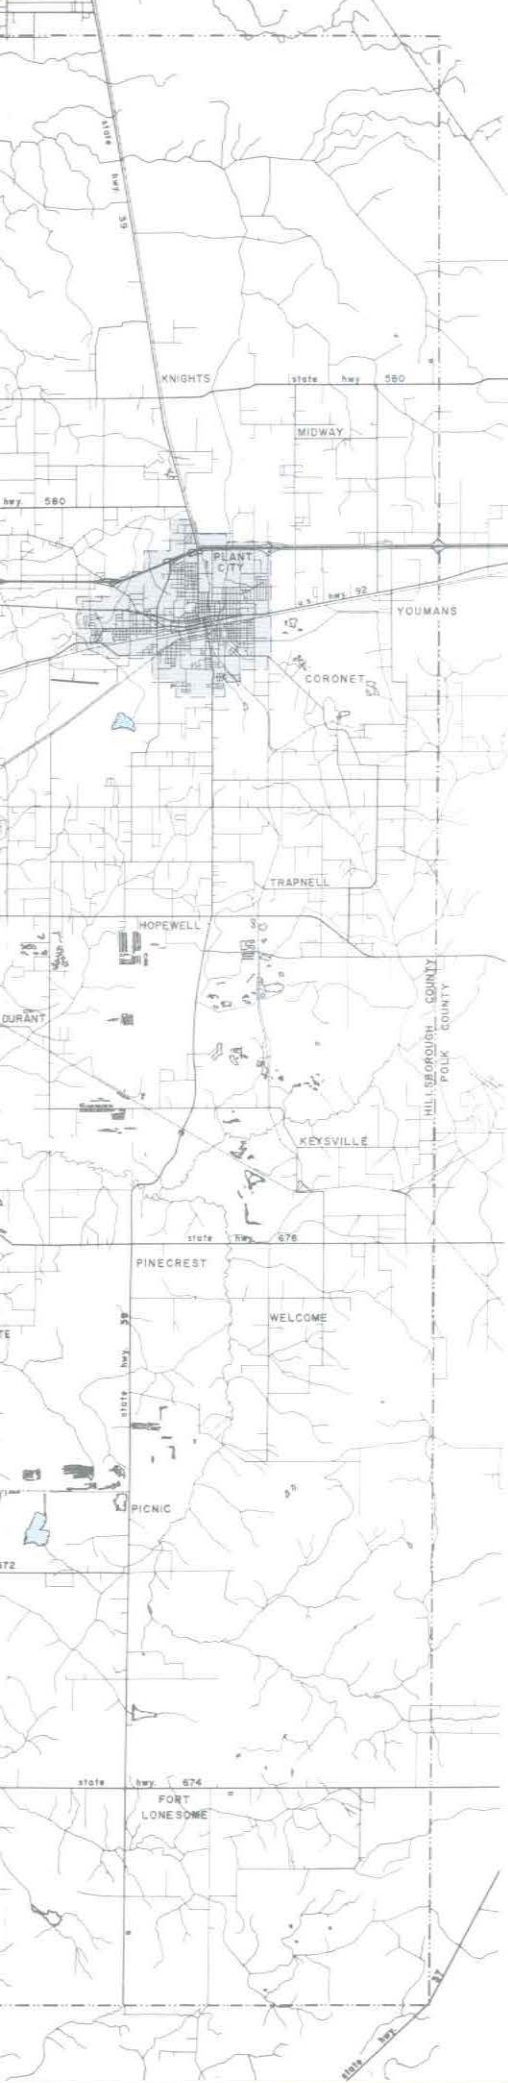 state hwy. 39
KNIGHTS
state hwy 580
MIDWAY
hwy. 580
PLANT
CITY
u.s. hwy. 92
YOUMANS
CORONET
TRAPNELL
HOPEWELL
HILLSBOROUGH COUNTY
POLK COUNTY
DURANT
KEYSVILLE
state hwy. 676
PINECREST
WELCOME
TE
state hwy. 39
PICNIC
672
state hwy. 674
FORT
LONESOME
state hwy. 37